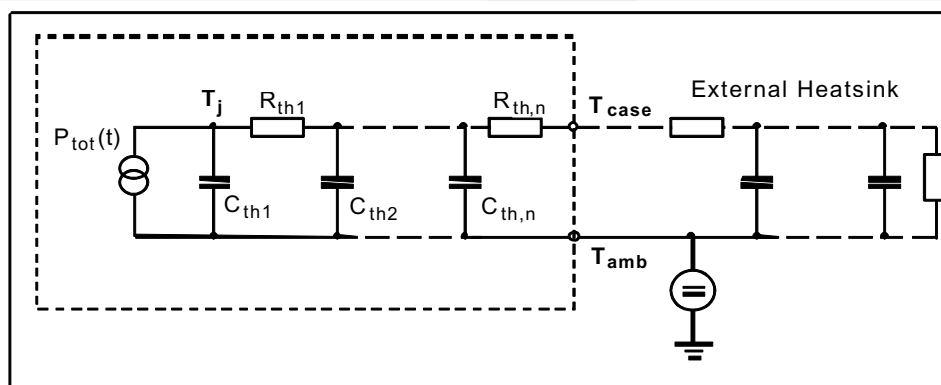 External Heatsink
T_j
R_th1
R_th,n
T_case
P_tot(t)
C_th1
C_th2
C_th,n
T_amb